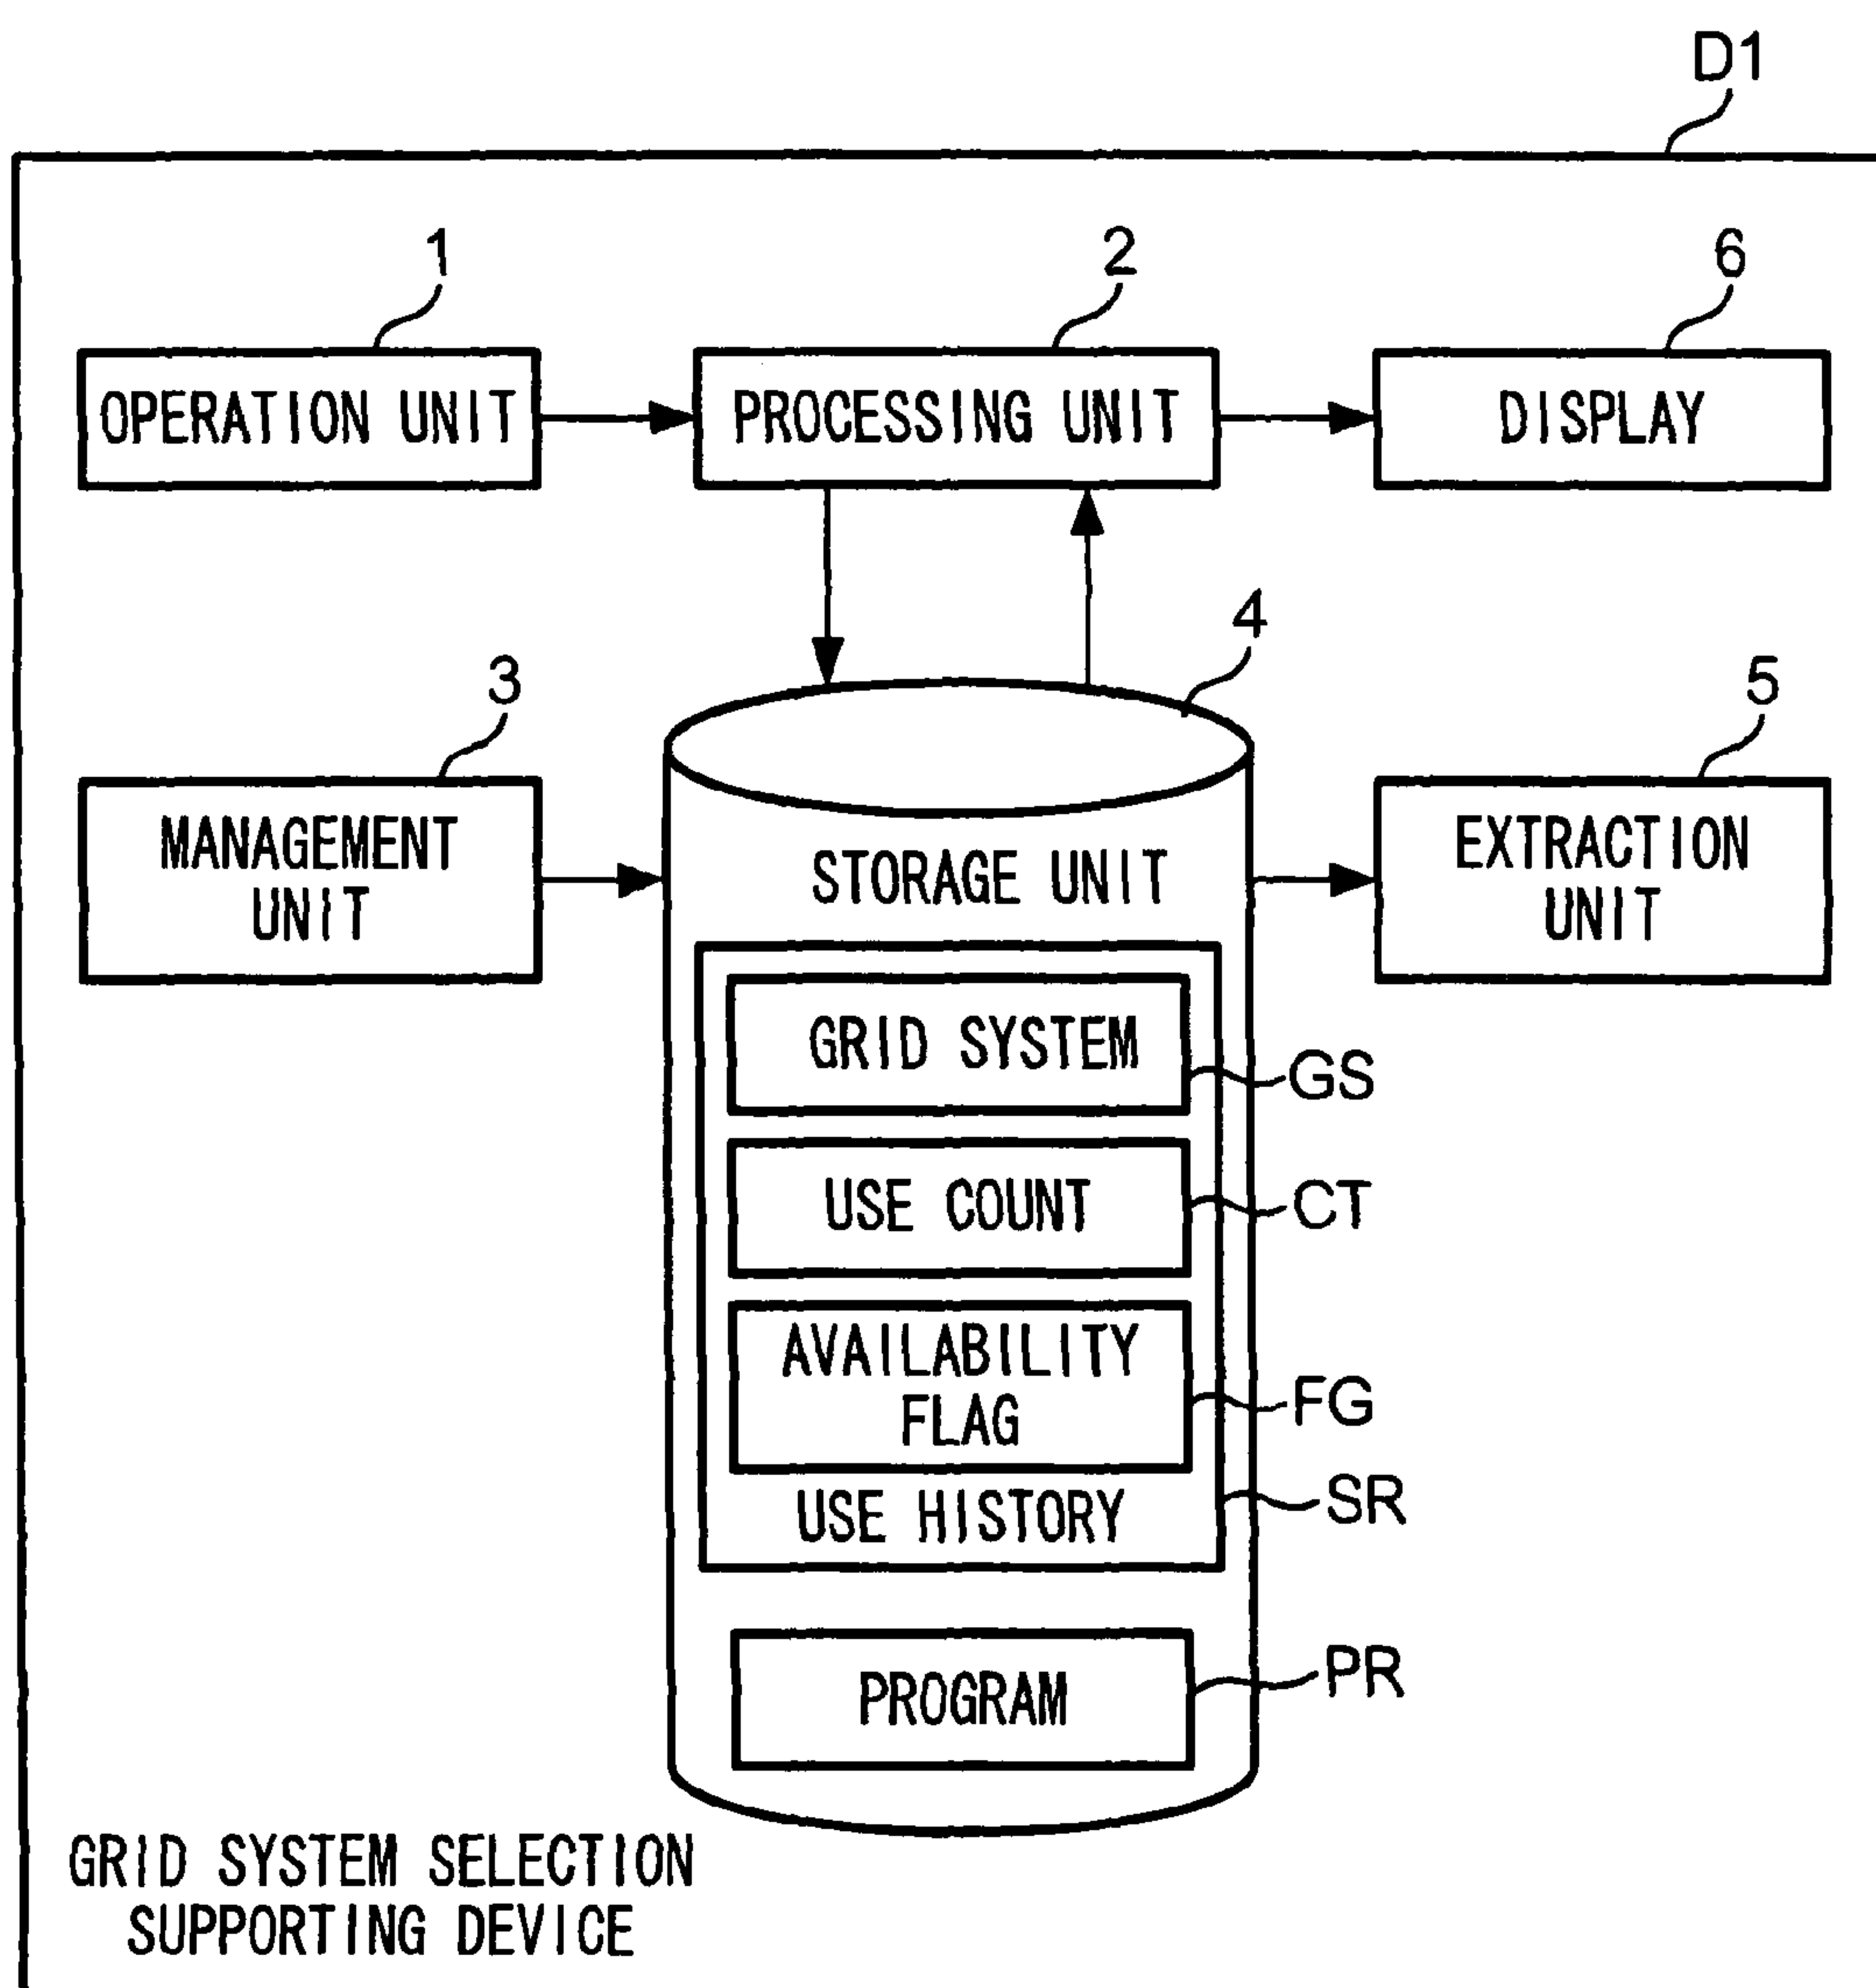 D1
1
2
6
OPERATION UNIT
PROCESSING UNIT
DISPLAY
4
3
5
MANAGEMENT
UNIT
STORAGE UNIT
EXTRACTION
UNIT
GRID SYSTEM
GS
USE COUNT
CT
AVAILABILITY
FLAG
FG
USE HISTORY
SR
PROGRAM
PR
GRID SYSTEM SELECTION
SUPPORTING DEVICE